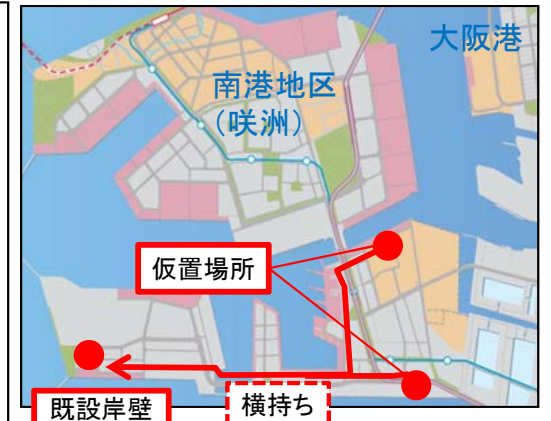 大阪港
南港地区
(咲洲)
仮置場所
既設岸壁
横持ち